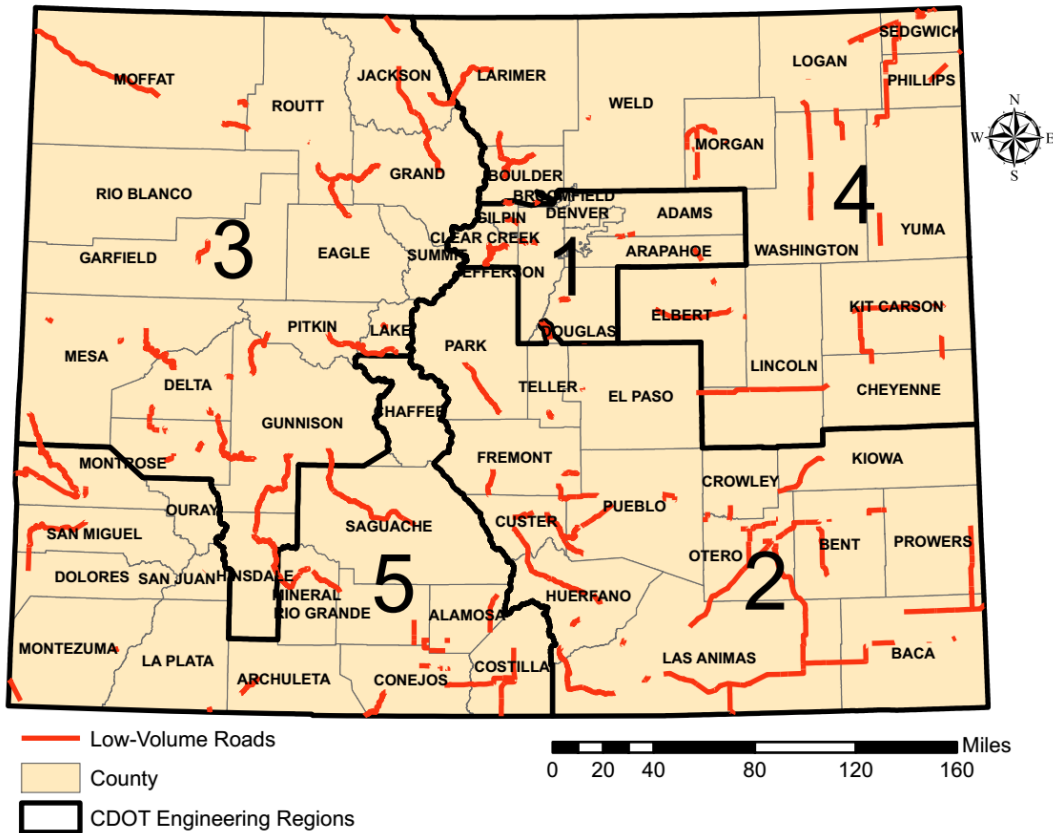 SEDGWICK
LOGAN
JACKSON
LARIMER
MOFFAT
PHILLIPS
ROUTT
WELD
N
W
E
S
MORGAN
GRAND
BOULDER
RIO BLANCO
BROOMFIELD
4
GILPIN
DENVER
ADAMS
YUMA
3
CLEAR CREEK
EAGLE
SUMMI
1
ARAPAHOE
WASHINGTON
GARFIELD
EFFERSON
KIT CARSON
ELBERT
PITKIN
LAKE
DOUGLAS
PARK
MESA
LINCOLN
DELTA
TELLER
EL PASO
CHEYENNE
HAFFEE
GUNNISON
FREMONT
KIOWA
MONTROSE
CROWLEY
PUEBLO
OURAY
SAGUACHE
CUSTER
SAN MIGUEL
OTERO
BENT
PROWERS
DOLORES
SAN JUAN
HINSDALE
5
2
MINERAL
HUERFANO
RIO GRANDE
ALAMOSA
MONTEZUMA
LA PLATA
COSTILLA
LAS ANIMAS
BACA
ARCHULETA
CONEJOS
Low-Volume Roads
County
CDOT Engineering Regions
Miles
0 20 40 80 120 160